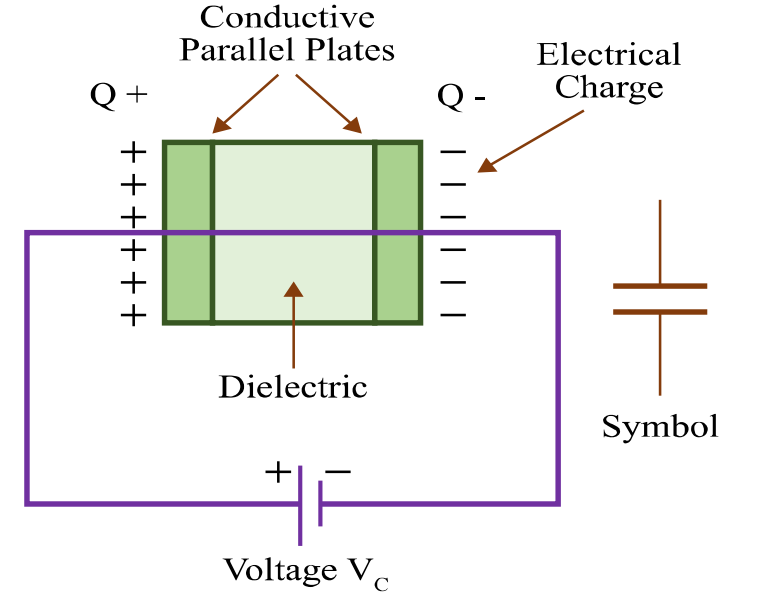 Conductive
Parallel Plates
Electrical
Charge
Q +
Q -
+ −
+ −
+ −
+ −
+ −
+ −
Dielectric
Symbol
+ −
Voltage V_C